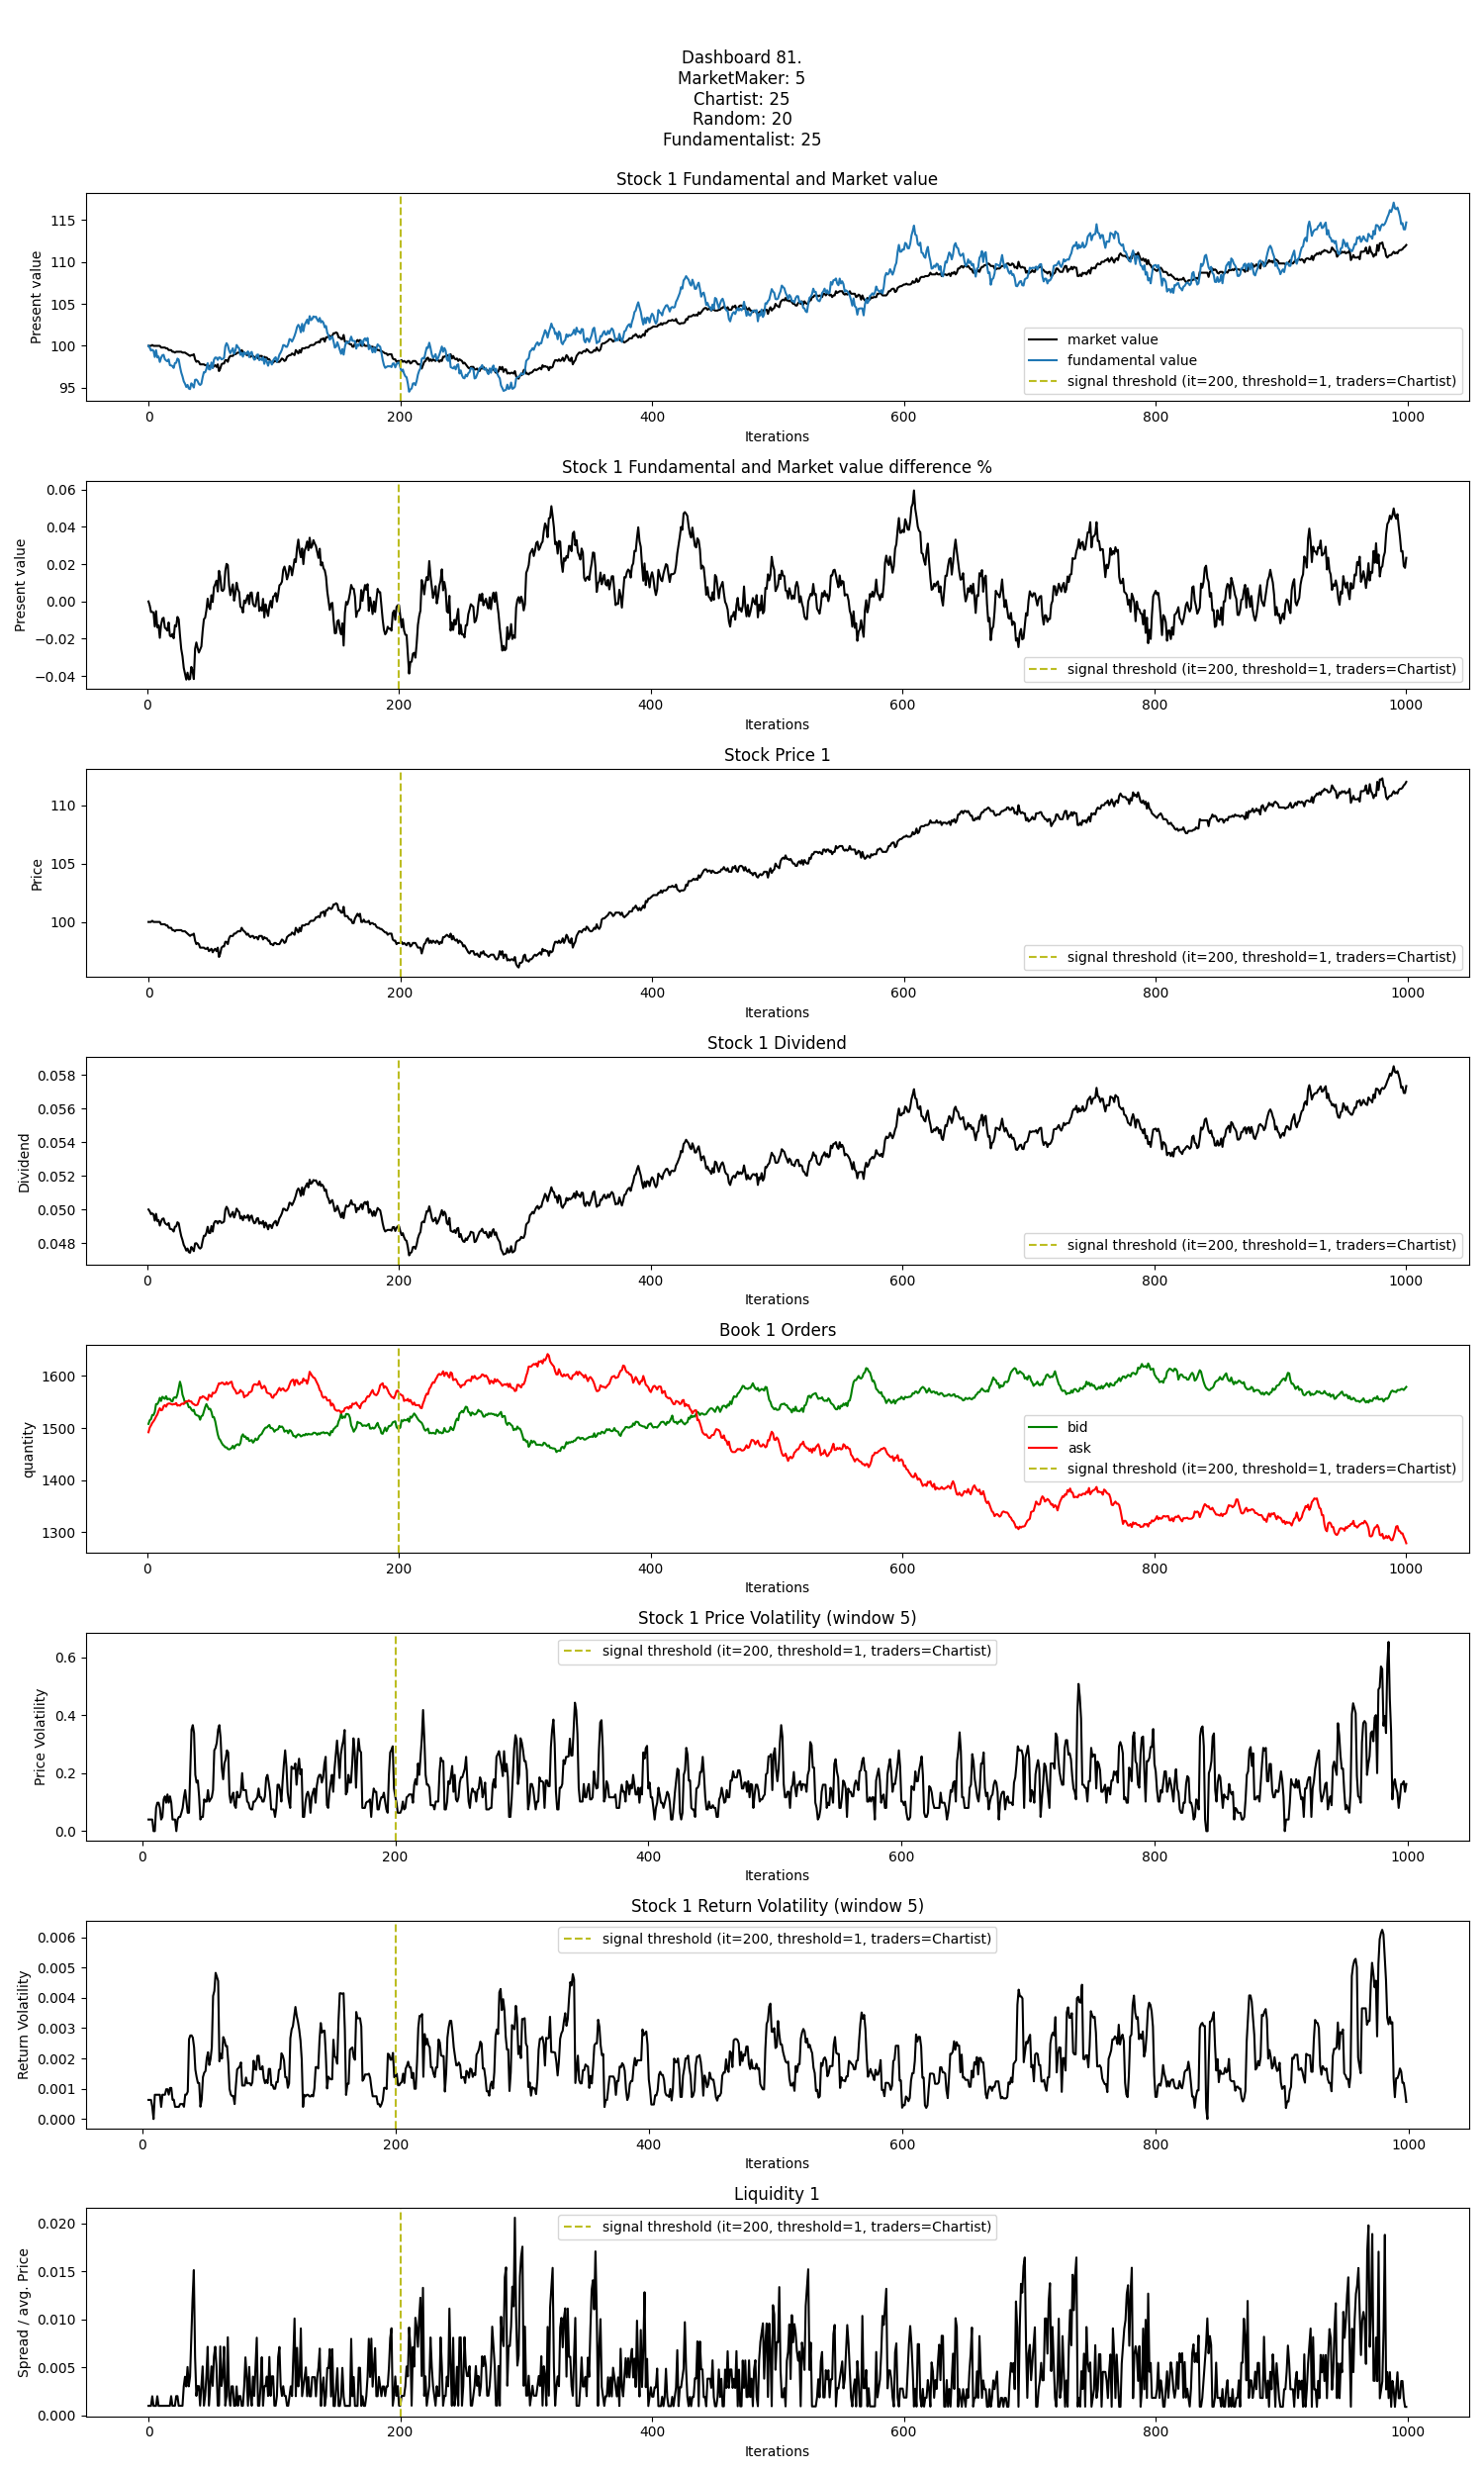 Dashboard 81.
MarketMaker: 5
Chartist: 25
Random: 20
Fundamentalist: 25
Stock 1 Fundamental and Market value
Present value
115
110
105
100
95
market value
fundamental value
signal threshold (it=200, threshold=1, traders=Chartist)
0 200 400 600 800 1000
Iterations
Stock 1 Fundamental and Market value difference %
Present value
0.06
0.04
0.02
0.00
−0.02
−0.04
signal threshold (it=200, threshold=1, traders=Chartist)
0 200 400 600 800 1000
Iterations
Stock Price 1
Price
110
105
100
signal threshold (it=200, threshold=1, traders=Chartist)
0 200 400 600 800 1000
Iterations
Stock 1 Dividend
Dividend
0.058
0.056
0.054
0.052
0.050
0.048
signal threshold (it=200, threshold=1, traders=Chartist)
0 200 400 600 800 1000
Iterations
Book 1 Orders
quantity
1600
1500
1400
1300
bid
ask
signal threshold (it=200, threshold=1, traders=Chartist)
0 200 400 600 800 1000
Iterations
Stock 1 Price Volatility (window 5)
Price Volatility
0.6
0.4
0.2
0.0
signal threshold (it=200, threshold=1, traders=Chartist)
0 200 400 600 800 1000
Iterations
Stock 1 Return Volatility (window 5)
Return Volatility
0.006
0.005
0.004
0.003
0.002
0.001
0.000
signal threshold (it=200, threshold=1, traders=Chartist)
0 200 400 600 800 1000
Iterations
Liquidity 1
Spread / avg. Price
0.020
0.015
0.010
0.005
0.000
signal threshold (it=200, threshold=1, traders=Chartist)
0 200 400 600 800 1000
Iterations